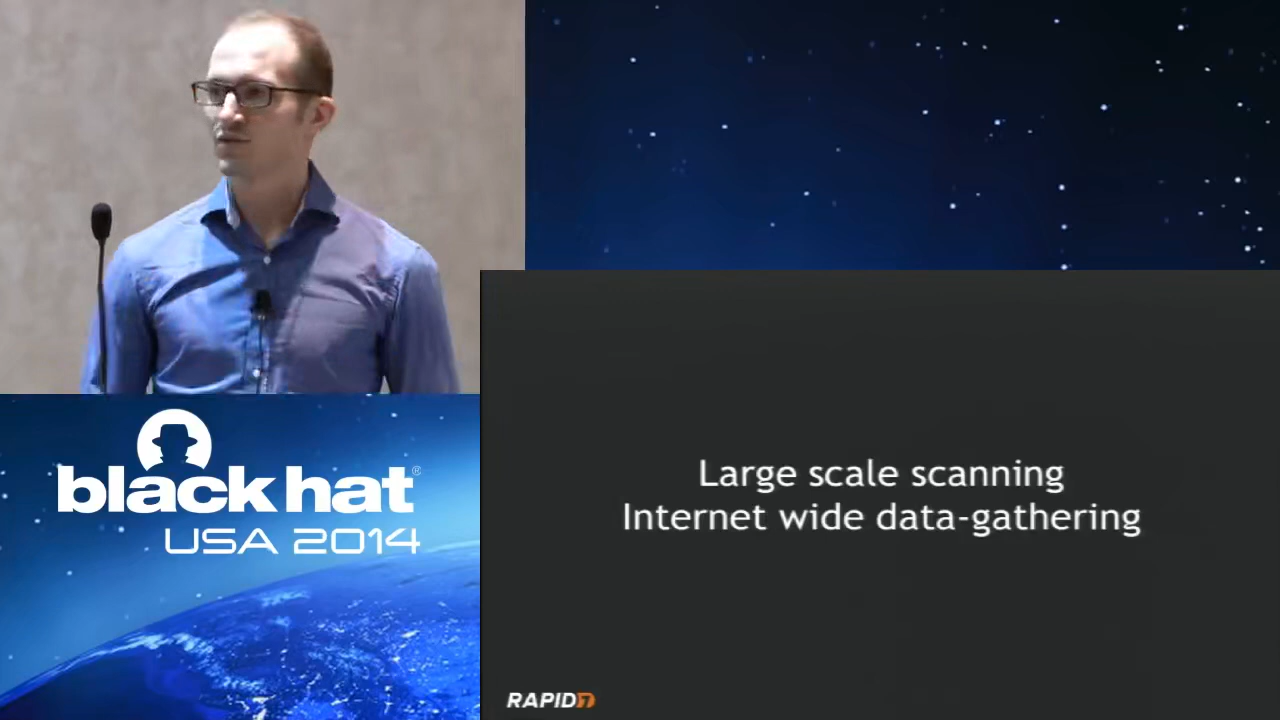 black hat®
USA 2014
Large scale scanning
Internet wide data-gathering
RAPID7